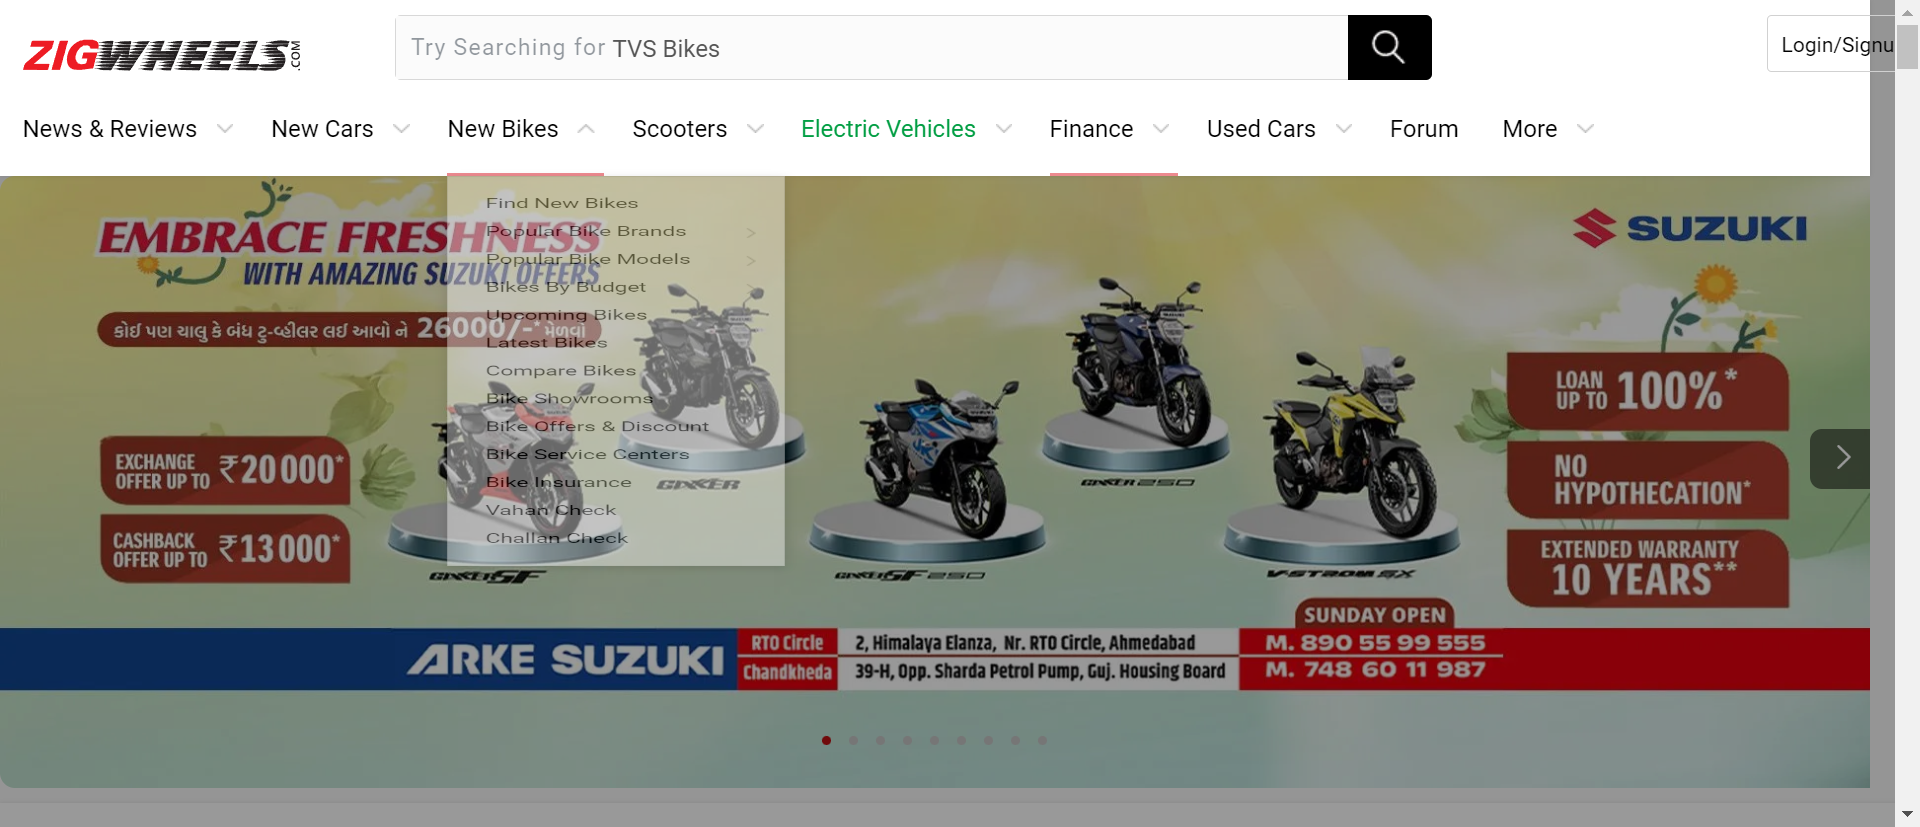 ZIGWHEELS.COM
Try Searching for TVS Bikes
Login/Signu
News & Reviews
New Cars
New Bikes
Scooters
Electric Vehicles
Finance
Used Cars
Forum
More
Find New Bikes
Popular Bike Brands
Popular Bike Models
Bikes By Budget
Upcoming Bikes
Latest Bikes
Compare Bikes
Bike Showrooms
Bike Offers & Discount
Bike Service Centers
Bike Insurance
Vahan Check
Challan Check
EMBRACE FRESHNESS
WITH AMAZING SUZUKI OFFERS
કોઈ પણ ચાલુ કે બંધ ટુ-વ્હીલર લઈ આવો ને 26000/-* મેળવો
EXCHANGE
OFFER UP TO ₹20000*
CASHBACK
OFFER UP TO ₹13000*
SUZUKI
GIXXER
GIXXER SF
GIXXER SF 250
GIXXER 250
V-STROM SX
LOAN
UP TO 100%*
NO
HYPOTHECATION*
EXTENDED WARRANTY
10 YEARS**
SUNDAY OPEN
ARKE SUZUKI
RTO Circle
2, Himalaya Elanza, Nr. RTO Circle, Ahmedabad
M. 890 55 99 555
Chandkheda
39-H, Opp. Sharda Petrol Pump, Guj. Housing Board
M. 748 60 11 987